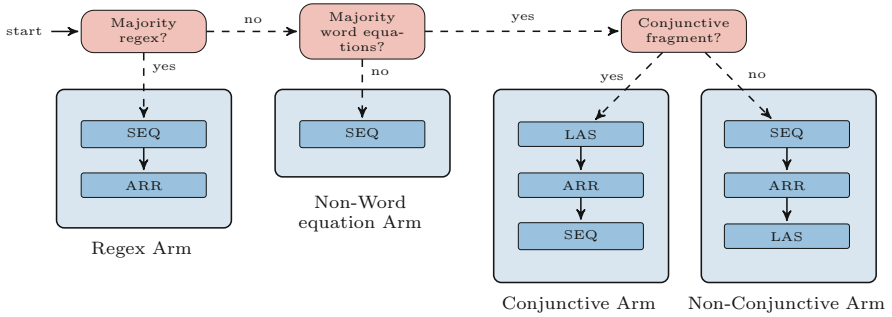 start
Majority
regex?
no
Majority
word equa-
tions?
yes
Conjunctive
fragment?
yes
no
yes
no
SEQ
ARR
Regex Arm
SEQ
Non-Word
equation Arm
LAS
ARR
SEQ
Conjunctive Arm
SEQ
ARR
LAS
Non-Conjunctive Arm